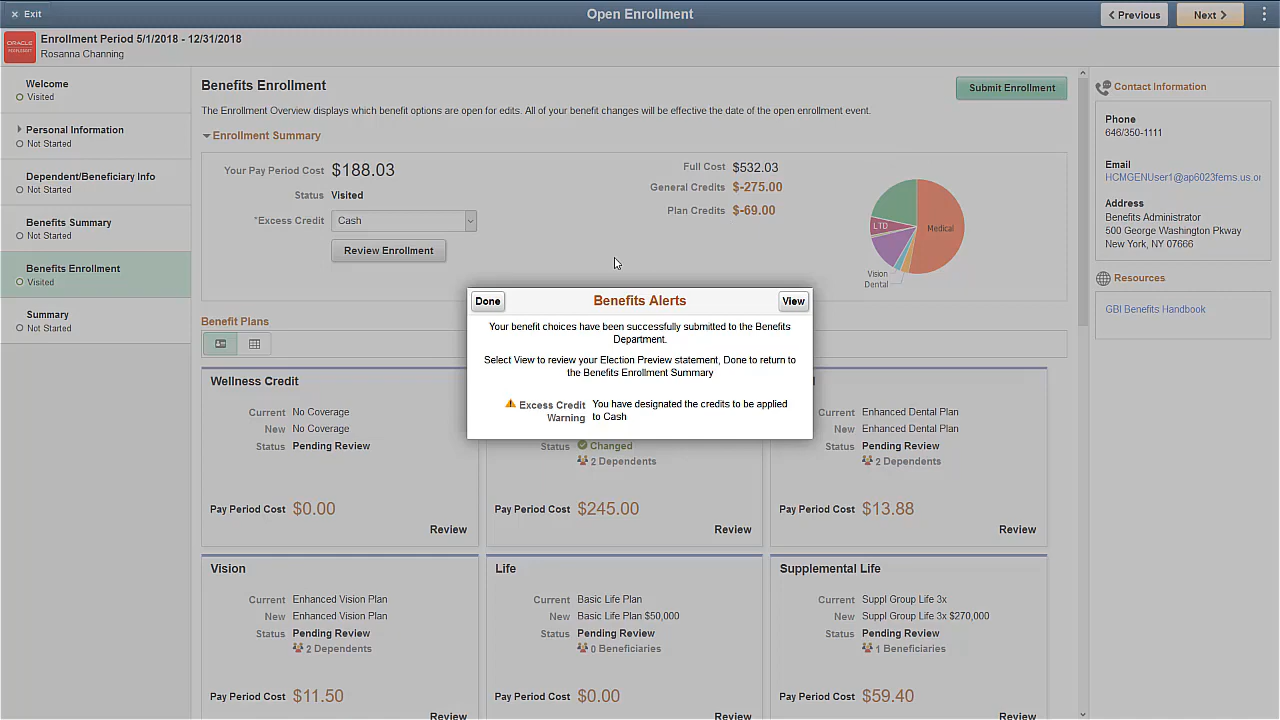 Exit
Open Enrollment
Previous
Next
Enrollment Period 5/1/2018 - 12/31/2018
Rosanna Channing
Welcome
Visited
Personal Information
Not Started
Dependent/Beneficiary Info
Not Started
Benefits Summary
Not Started
Benefits Enrollment
Visited
Summary
Not Started
Benefits Enrollment
Submit Enrollment
The Enrollment Overview displays which benefit options are open for edits. All of your benefit changes will be effective the date of the open enrollment event.
Enrollment Summary
Your Pay Period Cost $188.03
Status Visited
*Excess Credit Cash
Review Enrollment
Full Cost $532.03
General Credits $-275.00
Plan Credits $-69.00
LTD
Medical
Vision
Dental
Benefit Plans
Benefits Alerts
Done
View
Your benefit choices have been successfully submitted to the Benefits
Department.
Select View to review your Election Preview statement, Done to return to
the Benefits Enrollment Summary
Excess Credit Warning
You have designated the credits to be applied
to Cash
Wellness Credit
Current No Coverage
New No Coverage
Status Pending Review
Pay Period Cost $0.00
Review
Status Changed
2 Dependents
Pay Period Cost $245.00
Review
Current Enhanced Dental Plan
New Enhanced Dental Plan
Status Pending Review
2 Dependents
Pay Period Cost $13.88
Review
Vision
Current Enhanced Vision Plan
New Enhanced Vision Plan
Status Pending Review
2 Dependents
Pay Period Cost $11.50
Review
Life
Current Basic Life Plan
New Basic Life Plan $50,000
Status Pending Review
0 Beneficiaries
Pay Period Cost $0.00
Review
Supplemental Life
Current Suppl Group Life 3x
New Suppl Group Life 3x $270,000
Status Pending Review
1 Beneficiaries
Pay Period Cost $59.40
Review
Contact Information
Phone
646/350-1111
Email
HCMGENUser1@ap6023fems.us.or
Address
Benefits Administrator
500 George Washington Pkway
New York, NY 07666
Resources
GBI Benefits Handbook